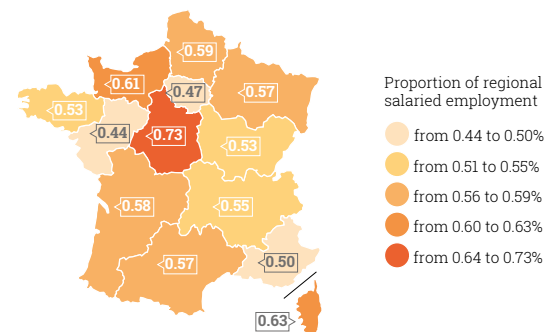 0.59
0.61
0.47
0.57
0.53
0.44
0.73
0.53
0.58
0.55
0.57
0.50
0.63
Proportion of regional
salaried employment
from 0.44 to 0.50%
from 0.51 to 0.55%
from 0.56 to 0.59%
from 0.60 to 0.63%
from 0.64 to 0.73%